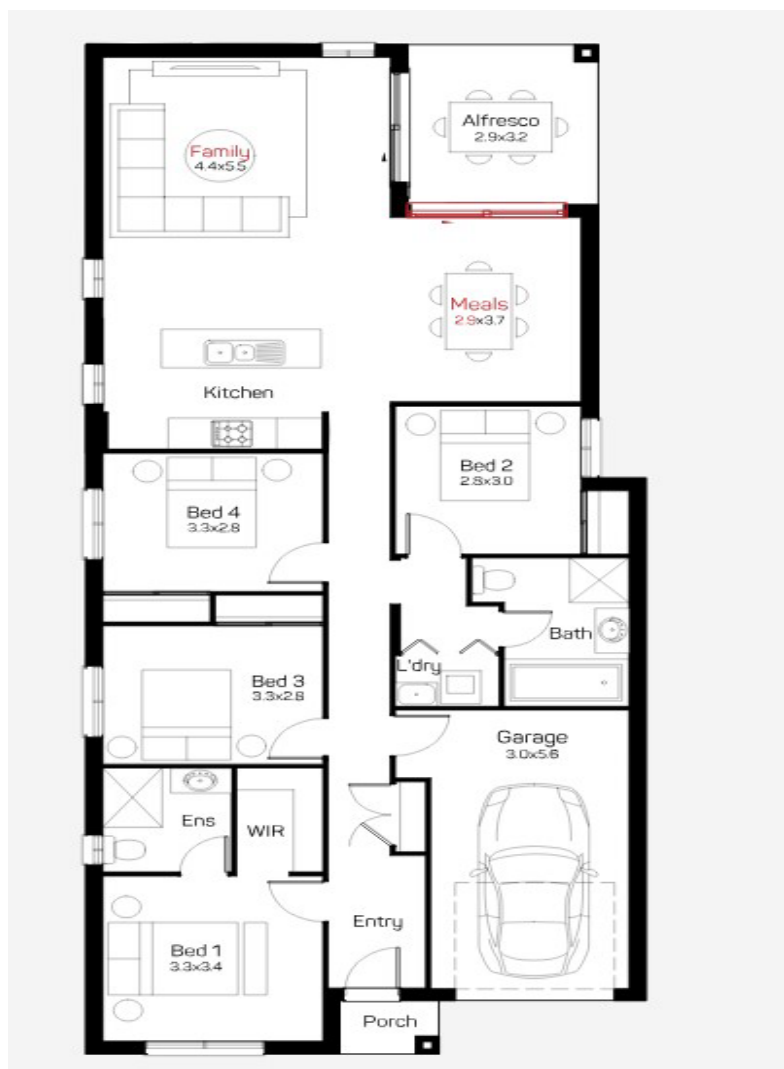 Family
4.4x5.5
Alfresco
2.9x3.2
Meals
2.9x3.7
Kitchen
Bed 2
2.8x3.0
Bed 4
3.3x2.8
Bath
L'dry
Bed 3
3.3x2.8
Garage
3.0x5.6
Ens
WIR
Entry
Bed 1
3.3x3.4
Porch